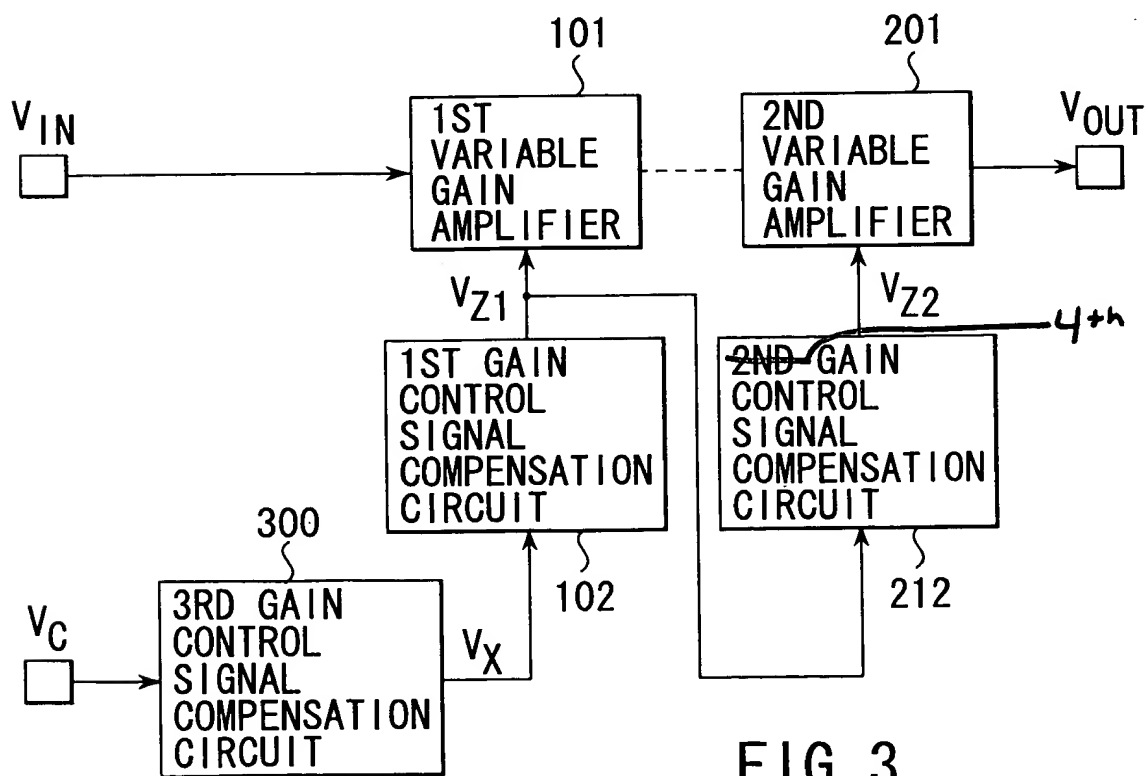 101
201
V_IN
1ST
VARIABLE
GAIN
AMPLIFIER
2ND
VARIABLE
GAIN
AMPLIFIER
V_OUT
V_Z1
V_Z2
4th
1ST GAIN
CONTROL
SIGNAL
COMPENSATION
CIRCUIT
2ND GAIN
CONTROL
SIGNAL
COMPENSATION
CIRCUIT
300
102
212
V_C
3RD GAIN
CONTROL
SIGNAL
COMPENSATION
CIRCUIT
V_X
FIG.3